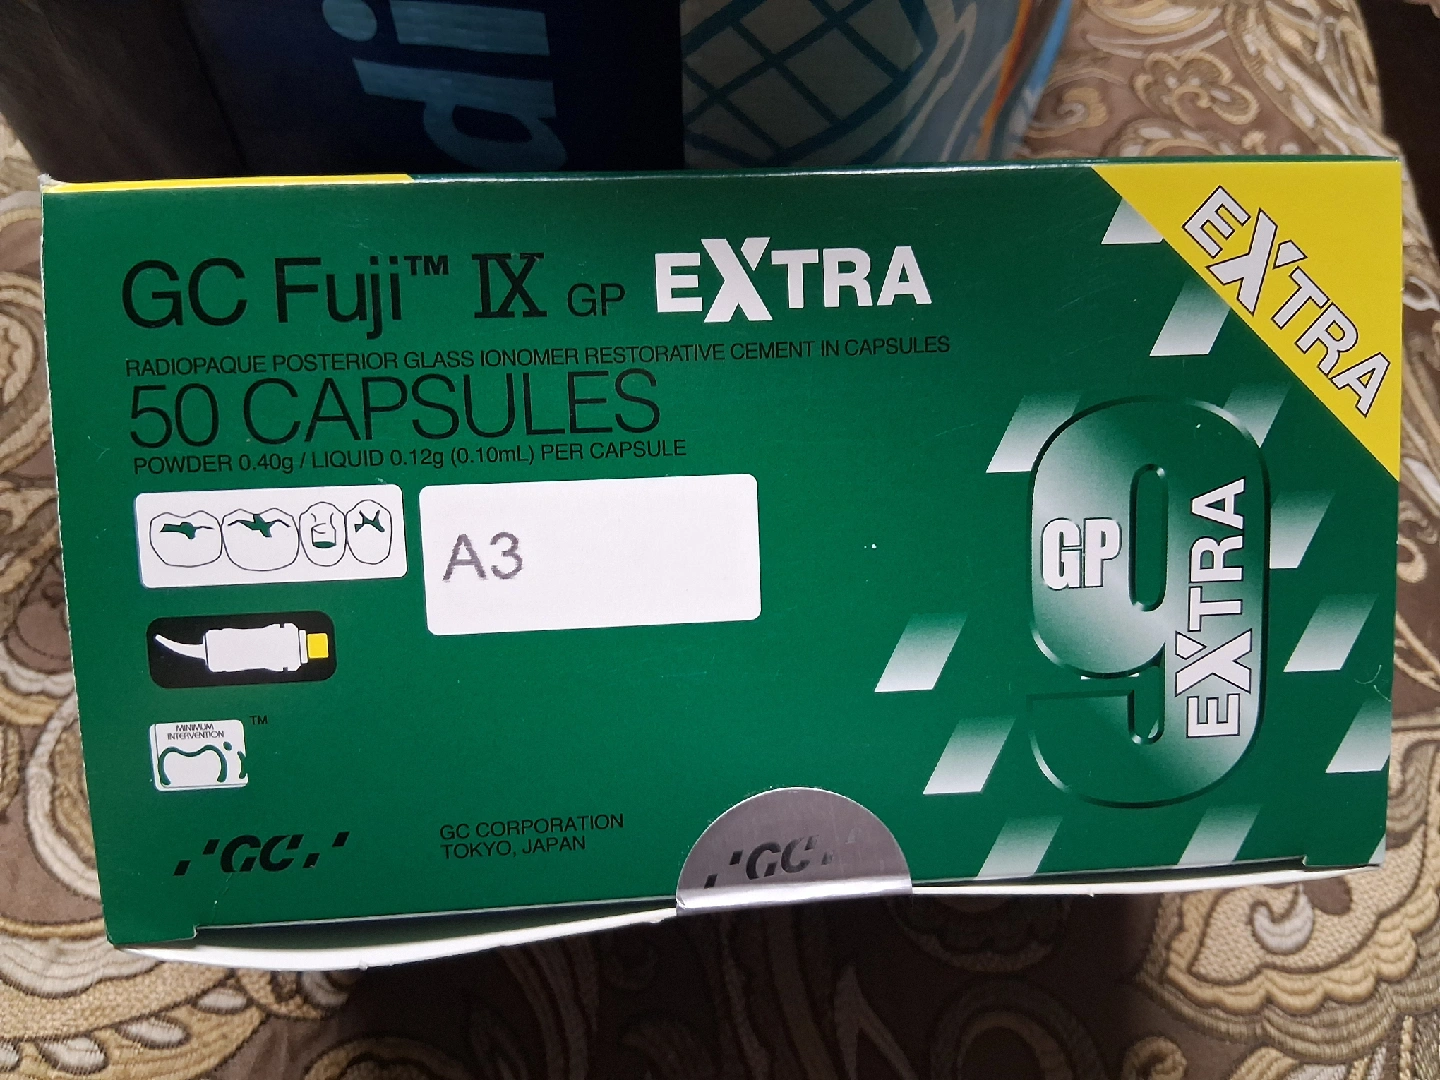 di
GC Fuji™ IX GP EXTRA
EXTRA
RADIOPAQUE POSTERIOR GLASS IONOMER RESTORATIVE CEMENT IN CAPSULES
50 CAPSULES
POWDER 0.40g / LIQUID 0.12g (0.10mL) PER CAPSULE
A3
9
GP
EXTRA
MINIMUM
INTERVENTION
TM
GC
GC CORPORATION
TOKYO, JAPAN
GC